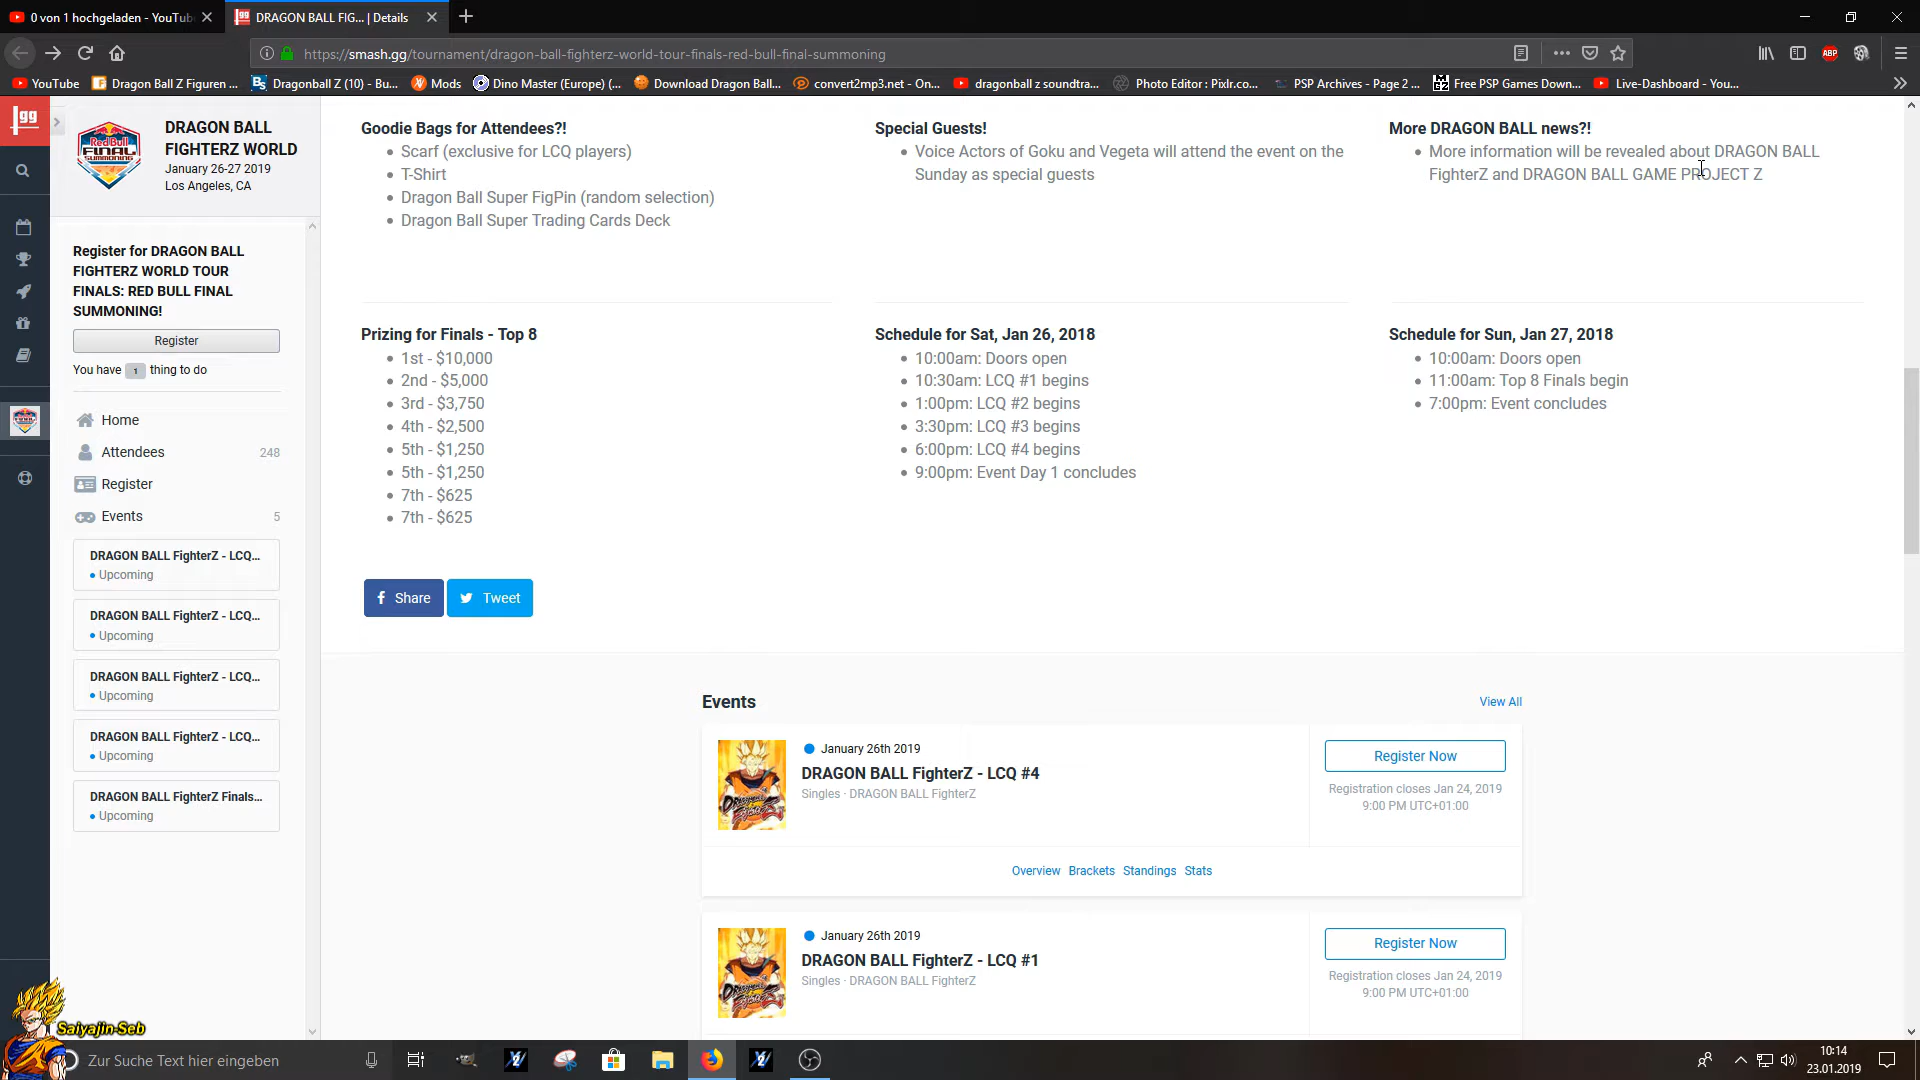 0 von 1 hochgeladen - YouTub
DRAGON BALL FIG... | Details
https://smash.gg/tournament/dragon-ball-fighterz-world-tour-finals-red-bull-final-summoning
YouTube
Dragon Ball Z Figuren ...
Dragonball Z (10) - Bu...
Mods
Dino Master (Europe) (...
Download Dragon Ball...
convert2mp3.net - On...
dragonball z soundtra...
Photo Editor : Pixlr.co...
PSP Archives - Page 2 ...
Free PSP Games Down...
Live-Dashboard - You...
gg
Red Bull
FINAL
SUMMONING
DRAGON BALL
FIGHTERZ WORLD
January 26-27 2019
Los Angeles, CA
Register for DRAGON BALL
FIGHTERZ WORLD TOUR
FINALS: RED BULL FINAL
SUMMONING!
Register
You have 1 thing to do
Home
Attendees 248
Register
Events 5
DRAGON BALL FighterZ - LCQ...
Upcoming
DRAGON BALL FighterZ - LCQ...
Upcoming
DRAGON BALL FighterZ - LCQ...
Upcoming
DRAGON BALL FighterZ - LCQ...
Upcoming
DRAGON BALL FighterZ Finals...
Upcoming
Goodie Bags for Attendees?!
Scarf (exclusive for LCQ players)
T-Shirt
Dragon Ball Super FigPin (random selection)
Dragon Ball Super Trading Cards Deck
Special Guests!
Voice Actors of Goku and Vegeta will attend the event on the
Sunday as special guests
More DRAGON BALL news?!
More information will be revealed about DRAGON BALL
FighterZ and DRAGON BALL GAME PROJECT Z
Prizing for Finals - Top 8
1st - $10,000
2nd - $5,000
3rd - $3,750
4th - $2,500
5th - $1,250
5th - $1,250
7th - $625
7th - $625
Schedule for Sat, Jan 26, 2018
10:00am: Doors open
10:30am: LCQ #1 begins
1:00pm: LCQ #2 begins
3:30pm: LCQ #3 begins
6:00pm: LCQ #4 begins
9:00pm: Event Day 1 concludes
Schedule for Sun, Jan 27, 2018
10:00am: Doors open
11:00am: Top 8 Finals begin
7:00pm: Event concludes
Share
Tweet
Events
View All
January 26th 2019
DRAGON BALL FighterZ - LCQ #4
Singles · DRAGON BALL FighterZ
Register Now
Registration closes Jan 24, 2019
9:00 PM UTC+01:00
Overview Brackets Standings Stats
January 26th 2019
DRAGON BALL FighterZ - LCQ #1
Singles · DRAGON BALL FighterZ
Register Now
Registration closes Jan 24, 2019
9:00 PM UTC+01:00
Saiyajin-Seb
Zur Suche Text hier eingeben
10:14
23.01.2019